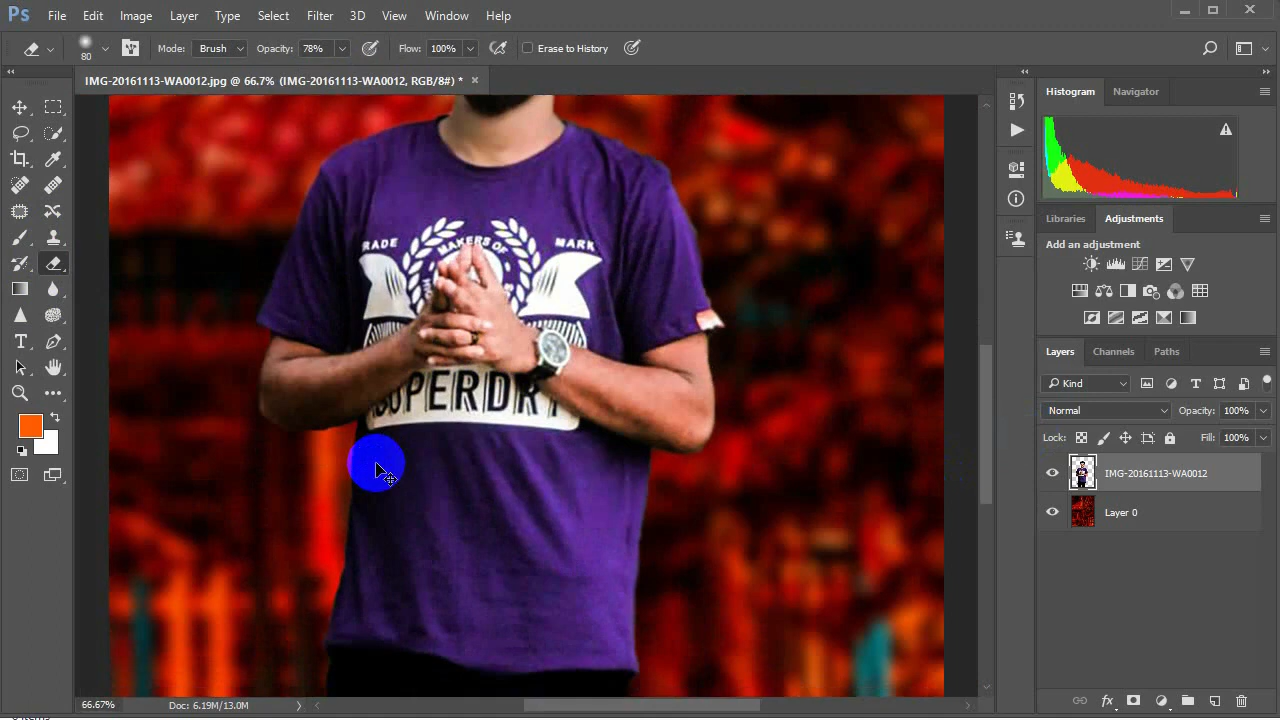 Ps File Edit Image Layer Type Select Filter 3D View Window Help
80 Mode: Brush Opacity: 78% Flow: 100% Erase to History
IMG-20161113-WA0012.jpg @ 66.7% (IMG-20161113-WA0012, RGB/8#) * ×
Histogram Navigator
Libraries Adjustments
Add an adjustment
RADE MAKERS OF MARK
SUPERDRY
Layers Channels Paths
Kind
Normal Opacity: 100%
Lock: Fill: 100%
IMG-20161113-WA0012
Layer 0
66.67% Doc: 6.19M/13.0M